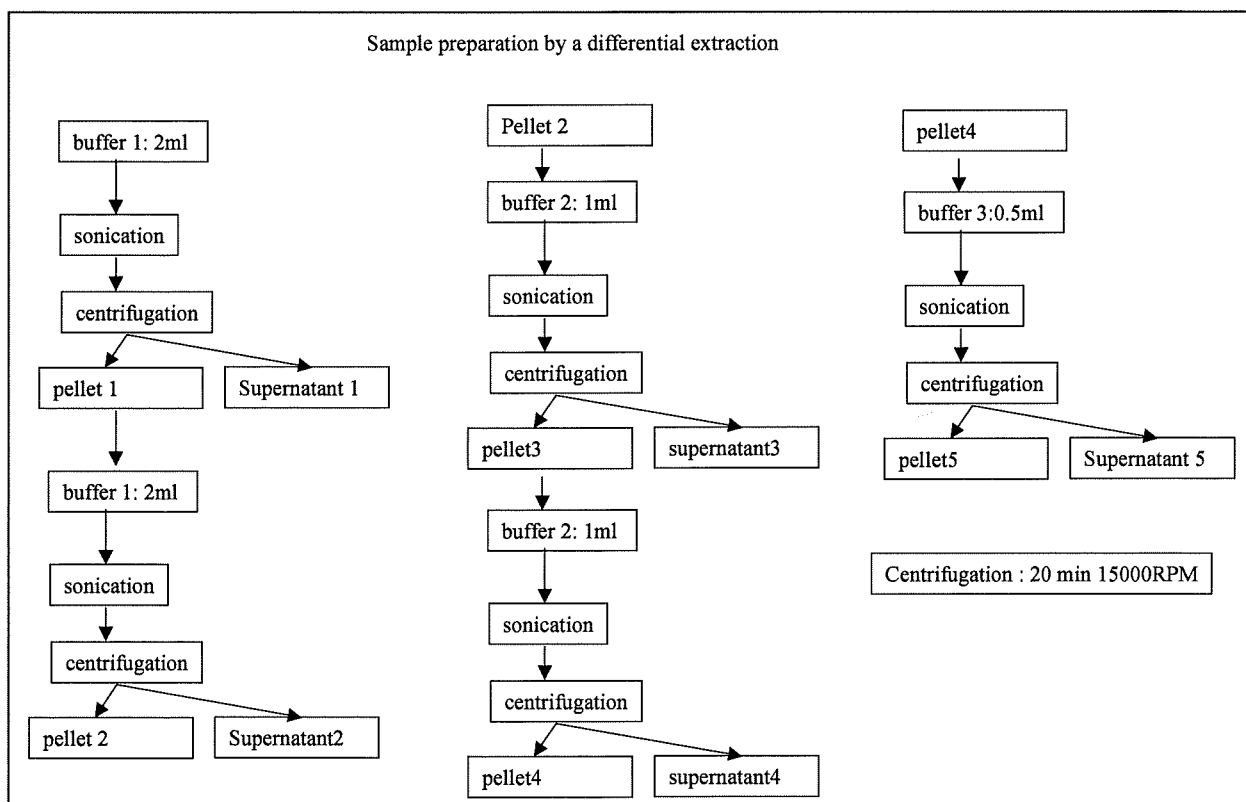 Sample preparation by a differential extraction
buffer 1: 2ml
sonication
centrifugation
pellet 1
Supernatant 1
buffer 1: 2ml
sonication
centrifugation
pellet 2
Supernatant2
Pellet 2
buffer 2: 1ml
sonication
centrifugation
pellet3
supernatant3
buffer 2: 1ml
sonication
centrifugation
pellet4
supernatant4
pellet4
buffer 3:0.5ml
sonication
centrifugation
pellet5
Supernatant 5
Centrifugation : 20 min 15000RPM